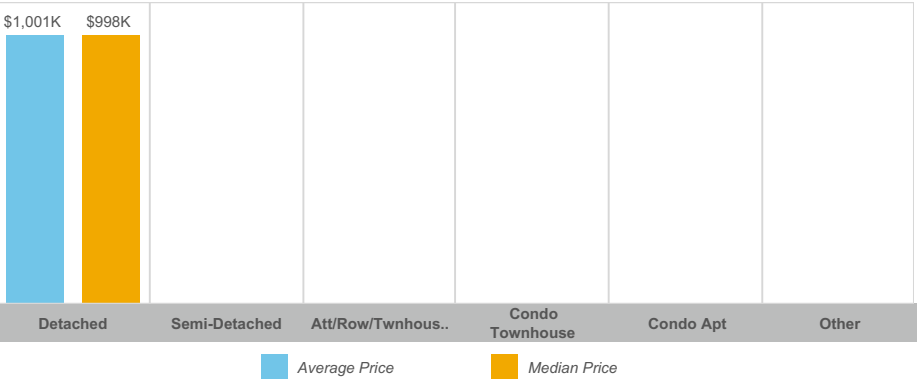 $1,001K $998K
Detached Semi-Detached Att/Row/Twnhous.. Condo Townhouse Condo Apt Other
Average Price Median Price